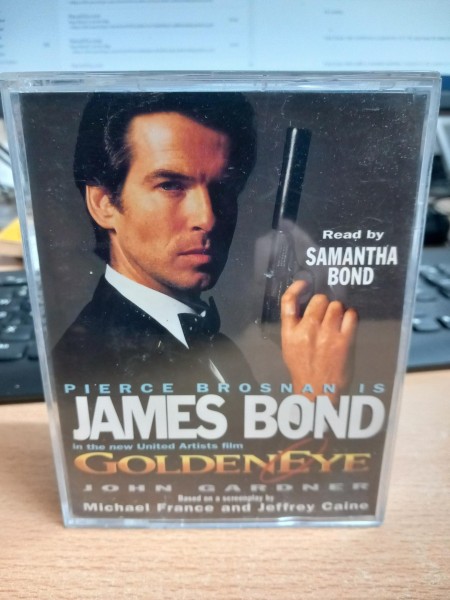 Read by
SAMANTHA
BOND
PIERCE BROSNAN IS
JAMES BOND
in the new United Artists film
GOLDENEYE
JOHN GARDNER
Based on a screenplay by
Michael France and Jeffrey Caine